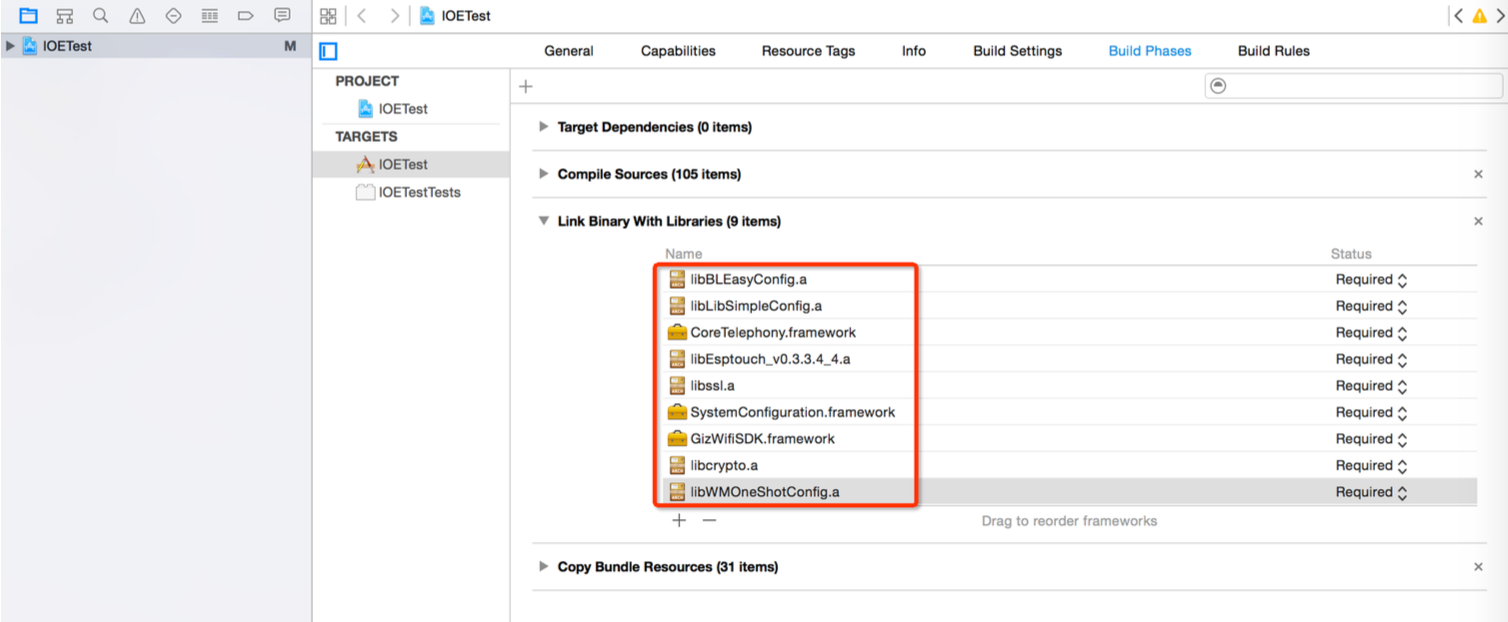 IOETest
IOETest M
General Capabilities Resource Tags Info Build Settings Build Phases Build Rules
PROJECT
IOETest
TARGETS
IOETest
IOETestTests
Target Dependencies (0 items)
Compile Sources (105 items)
Link Binary With Libraries (9 items)
Name Status
libBLEasyConfig.a Required
libLibSimpleConfig.a Required
CoreTelephony.framework Required
libEsptouch_v0.3.3.4_4.a Required
libssl.a Required
SystemConfiguration.framework Required
GizWifiSDK.framework Required
libcrypto.a Required
libWMOneShotConfig.a Required
Drag to reorder frameworks
Copy Bundle Resources (31 items)